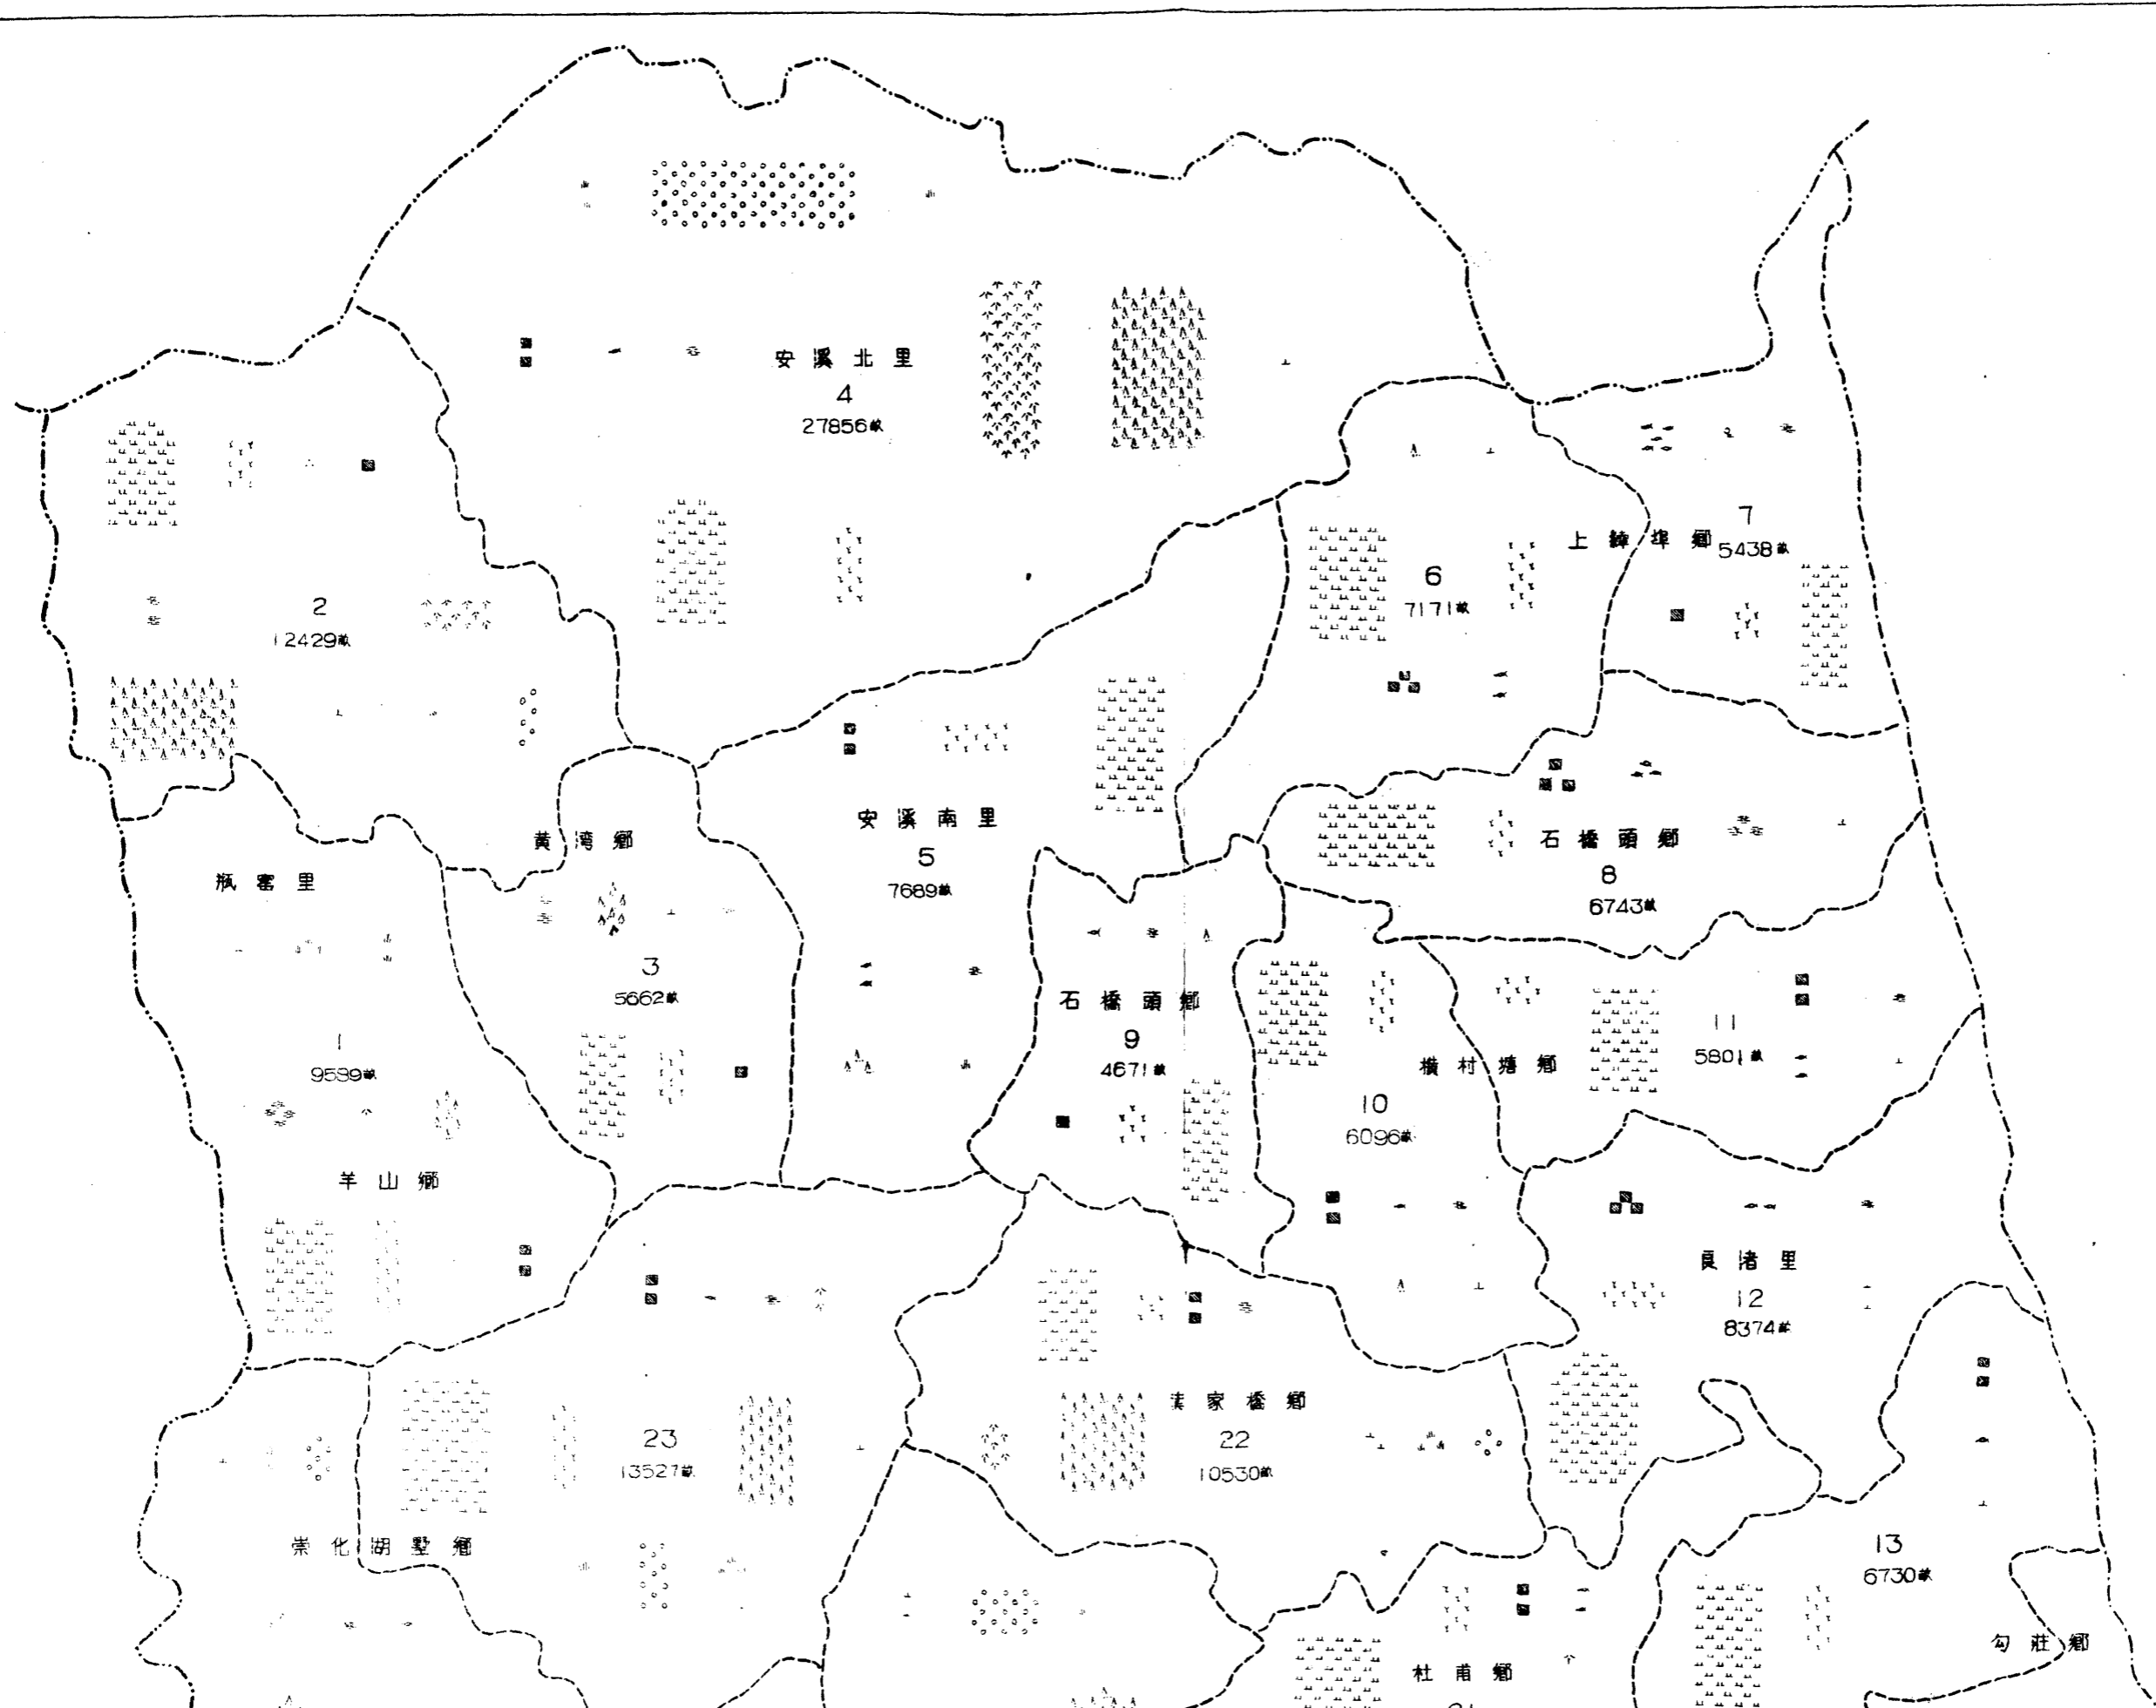 安溪北里
4
27856畝
2
12429畝
7
上 埠鄉
5438畝
6
7171畝
安溪南里
5
7689畝
黄湾鄉
石橋頭鄉
8
6743畝
瓶窰里
3
5662畝
石橋頭鄉
9
4671畝
1
9589畝
11
5801畝
橫村塘鄉
10
6096畝
羊山鄉
良渚里
12
8374畝
家橋鄉
22
10530畝
23
13527畝
崇化湖墅鄉
13
6730畝
勾莊鄉
杜甫鄉